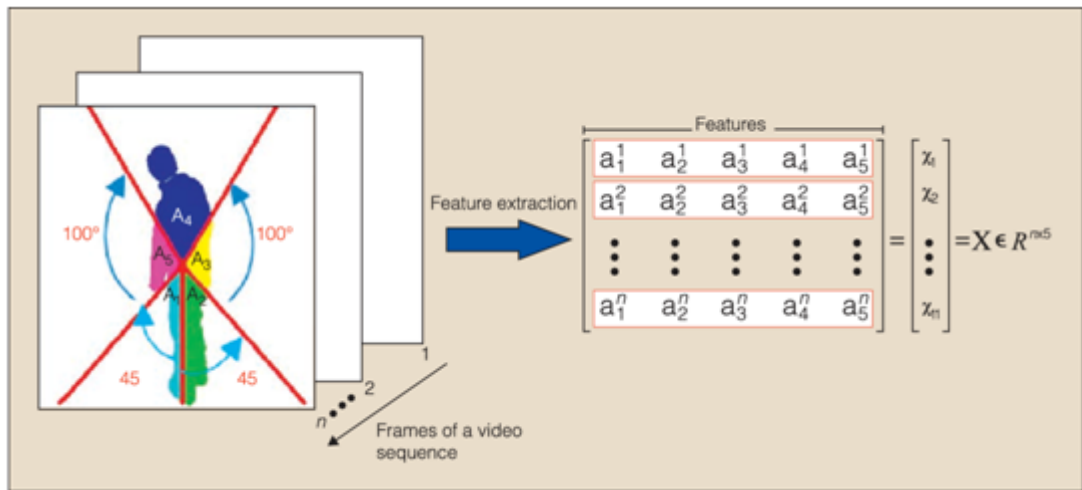 A₄
100°
100°
A₅
A₃
A₁
A₂
45
45
1
2
n
Frames of a video
sequence
Feature extraction
Features
a₁¹ a₂¹ a₃¹ a₄¹ a₅¹
a₁² a₂² a₃² a₄² a₅²
a₁ⁿ a₂ⁿ a₃ⁿ a₄ⁿ a₅ⁿ
=
χ₁
χ₂
χ₁₁
=X ϵ Rⁿˣ⁵